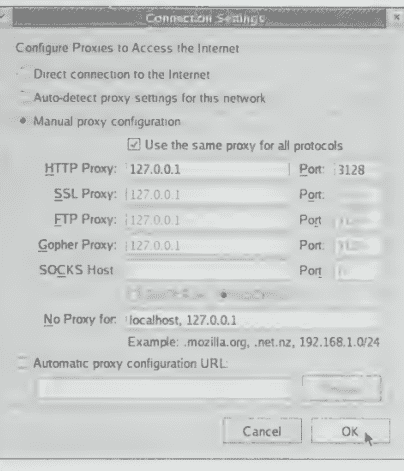 Connection Settings
Configure Proxies to Access the Internet
Direct connection to the Internet
Auto-detect proxy settings for this network
Manual proxy configuration
Use the same proxy for all protocols
HTTP Proxy: 127.0.0.1 Port: 3128
SSL Proxy: 127.0.0.1 Port:
FTP Proxy: 127.0.0.1 Port
Gopher Proxy: 127.0.0.1 Port:
SOCKS Host Port
No Proxy for: localhost, 127.0.0.1
Example: .mozilla.org, .net.nz, 192.168.1.0/24
Automatic proxy configuration URL:
Cancel OK